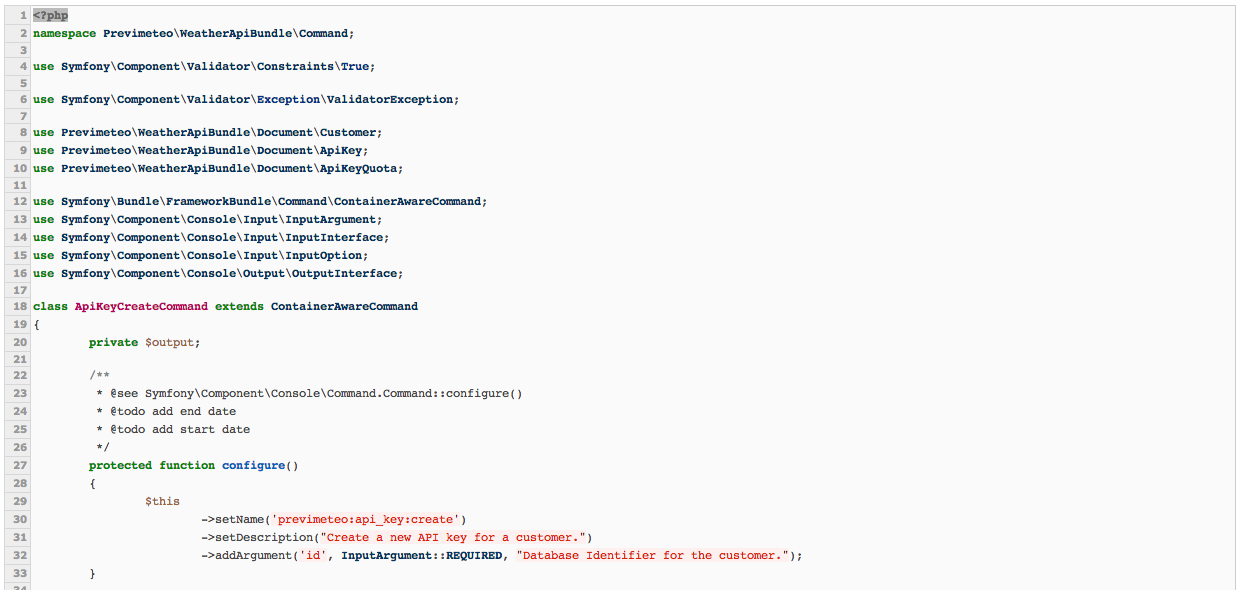 1 <?php
2 namespace Previmeteo\WeatherApiBundle\Command;
3
4 use Symfony\Component\Validator\Constraints\True;
5
6 use Symfony\Component\Validator\Exception\ValidatorException;
7
8 use Previmeteo\WeatherApiBundle\Document\Customer;
9 use Previmeteo\WeatherApiBundle\Document\ApiKey;
10 use Previmeteo\WeatherApiBundle\Document\ApiKeyQuota;
11
12 use Symfony\Bundle\FrameworkBundle\Command\ContainerAwareCommand;
13 use Symfony\Component\Console\Input\InputArgument;
14 use Symfony\Component\Console\Input\InputInterface;
15 use Symfony\Component\Console\Input\InputOption;
16 use Symfony\Component\Console\Output\OutputInterface;
17
18 class ApiKeyCreateCommand extends ContainerAwareCommand
19 {
20 private $output;
21
22 /**
23 * @see Symfony\Component\Console\Command.Command::configure()
24 * @todo add end date
25 * @todo add start date
26 */
27 protected function configure()
28 {
29 $this
30 ->setName('previmeteo:api_key:create')
31 ->setDescription("Create a new API key for a customer.")
32 ->addArgument('id', InputArgument::REQUIRED, "Database Identifier for the customer.");
33 }
34